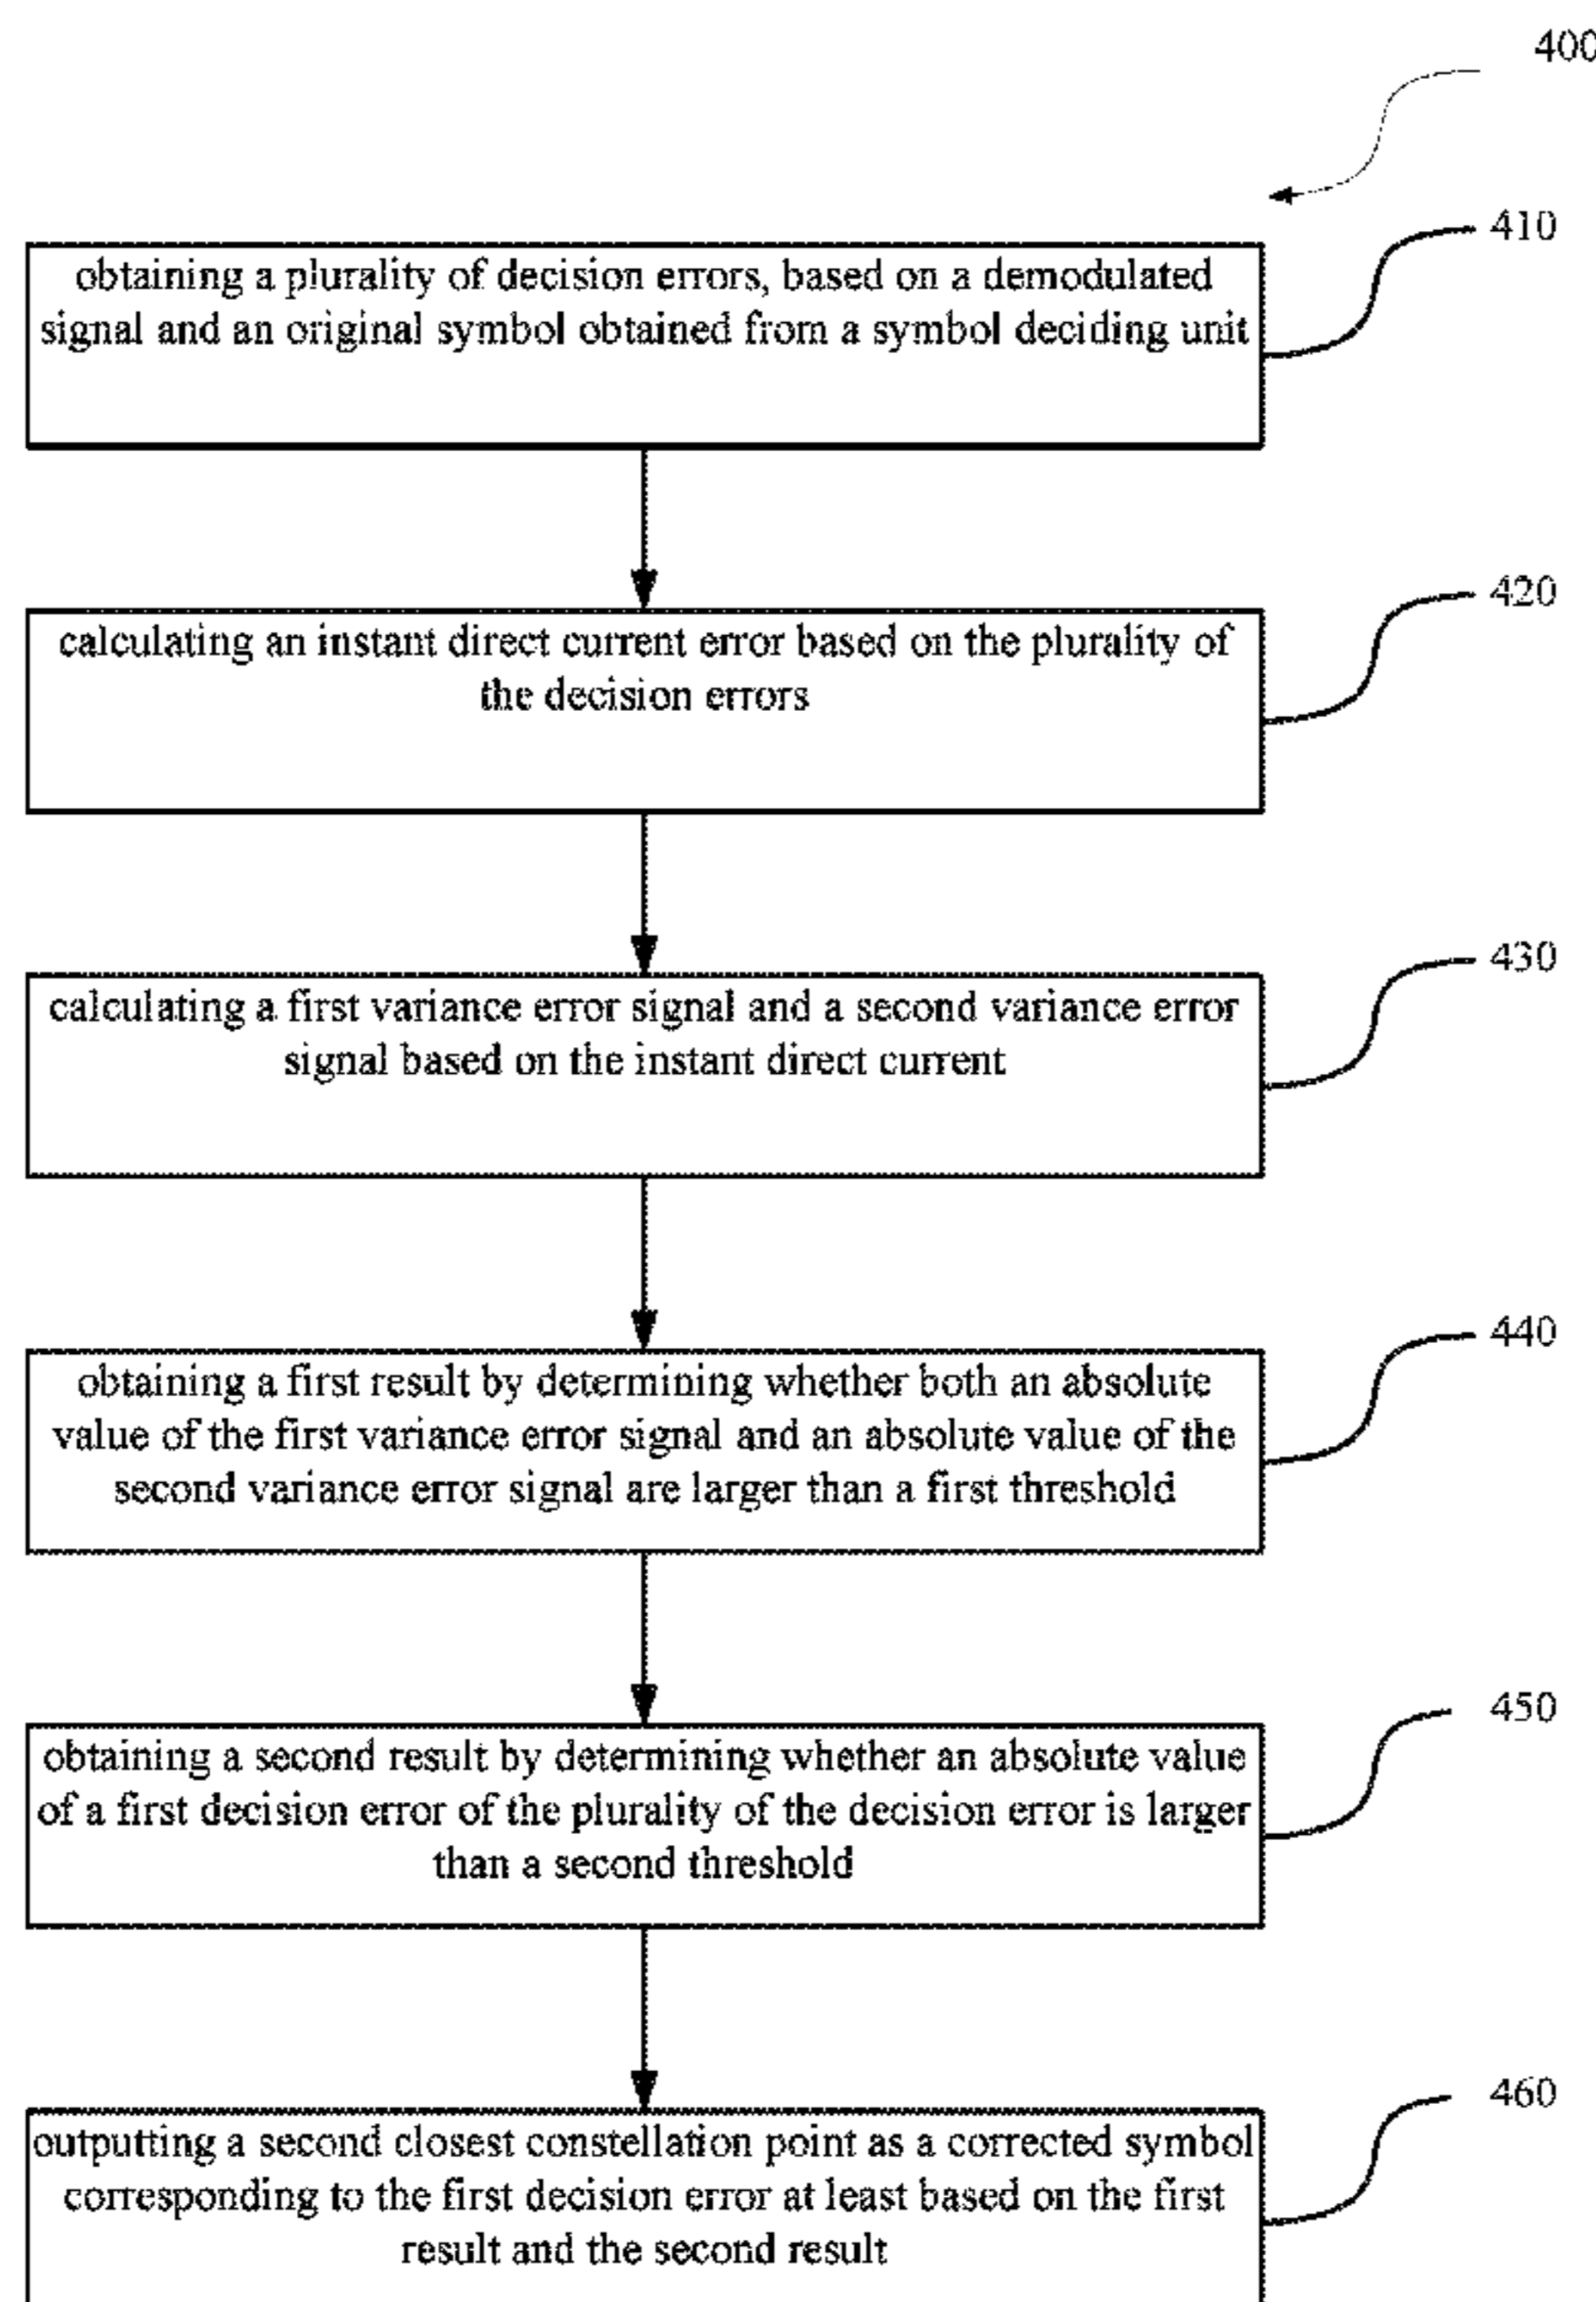 400
410
obtaining a plurality of decision errors, based on a demodulated
signal and an original symbol obtained from a symbol deciding unit
420
calculating an instant direct current error based on the plurality of
the decision errors
430
calculating a first variance error signal and a second variance error
signal based on the instant direct current
440
obtaining a first result by determining whether both an absolute
value of the first variance error signal and an absolute value of the
second variance error signal are larger than a first threshold
450
obtaining a second result by determining whether an absolute value
of a first decision error of the plurality of the decision error is larger
than a second threshold
460
outputting a second closest constellation point as a corrected symbol
corresponding to the first decision error at least based on the first
result and the second result